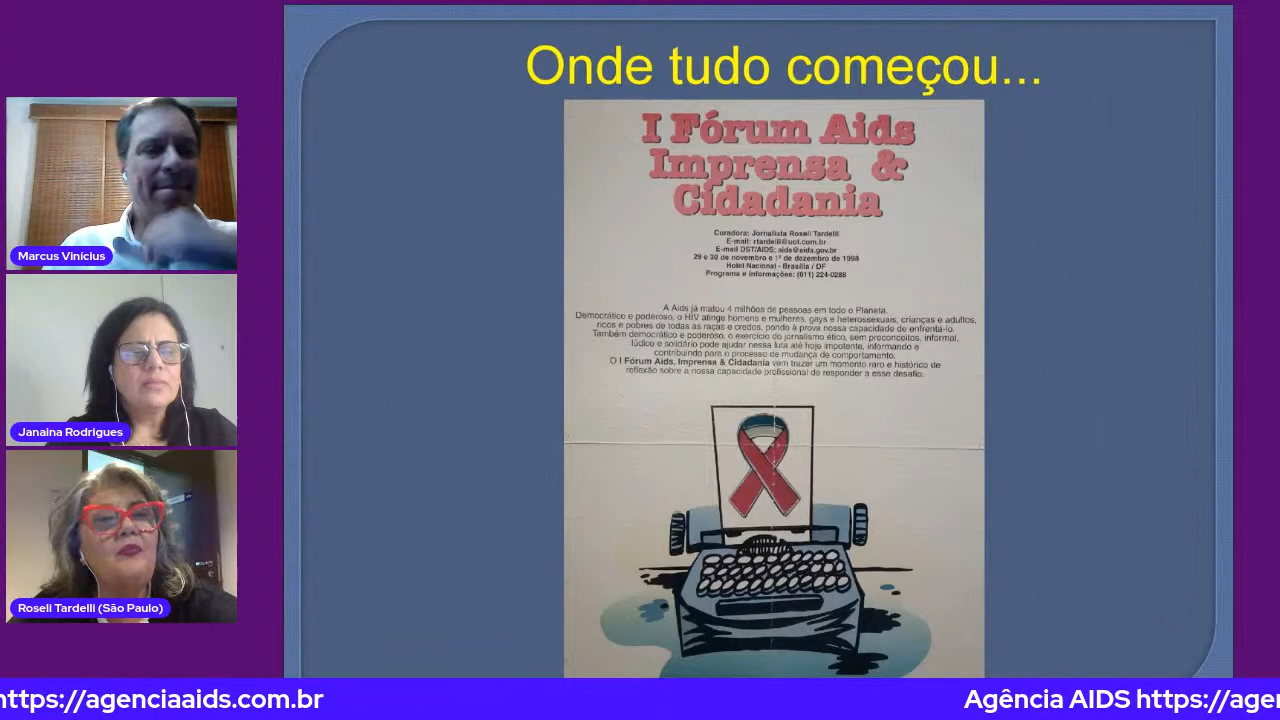 Onde tudo começou...
I Fórum Aids
Imprensa &
Cidadania
Curadora: Jornalista Roseli Tardelli
E-mail: rtardelli@uol.com.br
E-mail DST/AIDS: aids@aids.gov.br
29 e 30 de novembro e 1º de dezembro de 1998
Hotel Nacional - Brasília / DF
Programa e informações: (011) 224-0286
A Aids já matou 4 milhões de pessoas em todo o Planeta.
Democrático e poderoso, o HIV atinge homens e mulheres, gays e heterossexuais, crianças e adultos,
ricos e pobres de todas as raças e credos, pondo à prova nossa capacidade de enfrentá-lo.
Também democrático e poderoso, o exercício do jornalismo ético, sem preconceitos, informal,
lúdico e solidário pode ajudar nessa luta até hoje impotente, informando e
contribuindo para o processo de mudança de comportamento.
O I Fórum Aids, Imprensa & Cidadania vem trazer um momento raro e histórico de
reflexão sobre a nossa capacidade profissional de responder a esse desafio.
Marcus Vinícius
Janaina Rodrigues
Roseli Tardelli (São Paulo)
https://agenciaaids.com.br
Agência AIDS https://agen